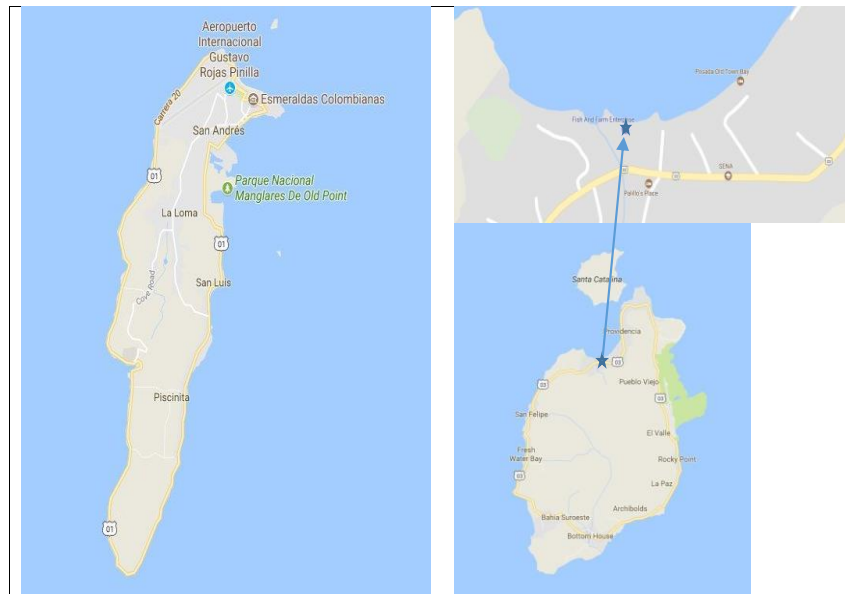 Aeropuerto
Internacional
Gustavo
Rojas Pinilla
Carrera 20
Esmeraldas Colombianas
San Andrés
01
Parque Nacional
Manglares De Old Point
La Loma
01
Cove Road
San Luis
Piscinita
01
Posada Old Town Bay
Fish And Farm Enterprise
SENA
Palillo's Place
Santa Catalina
Providencia
03
03
Pueblo Viejo
03
San Felipe
El Valle
Fresh
Water Bay
Rocky Point
03
La Paz
Archibolds
Bahia Suroeste
Bottom House